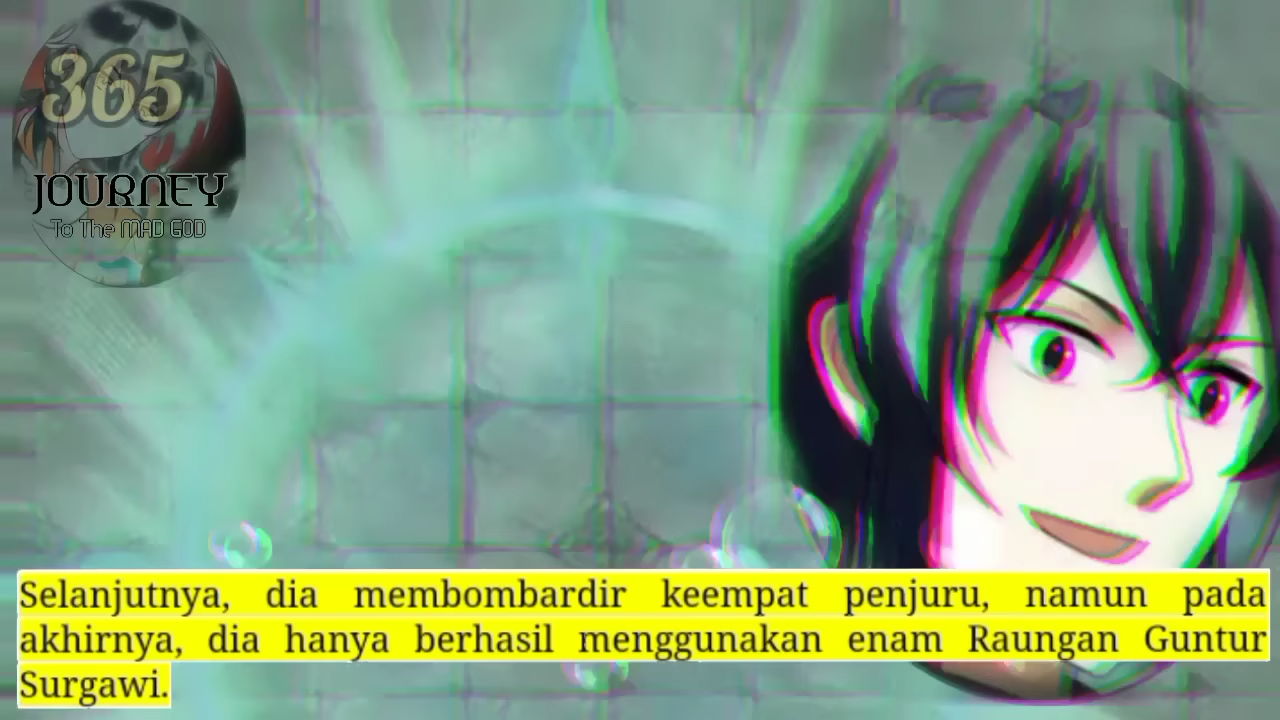 365
JOURNEY
To The MAD GOD
Selanjutnya, dia membombardir keempat penjuru, namun pada
akhirnya, dia hanya berhasil menggunakan enam Raungan Guntur
Surgawi.